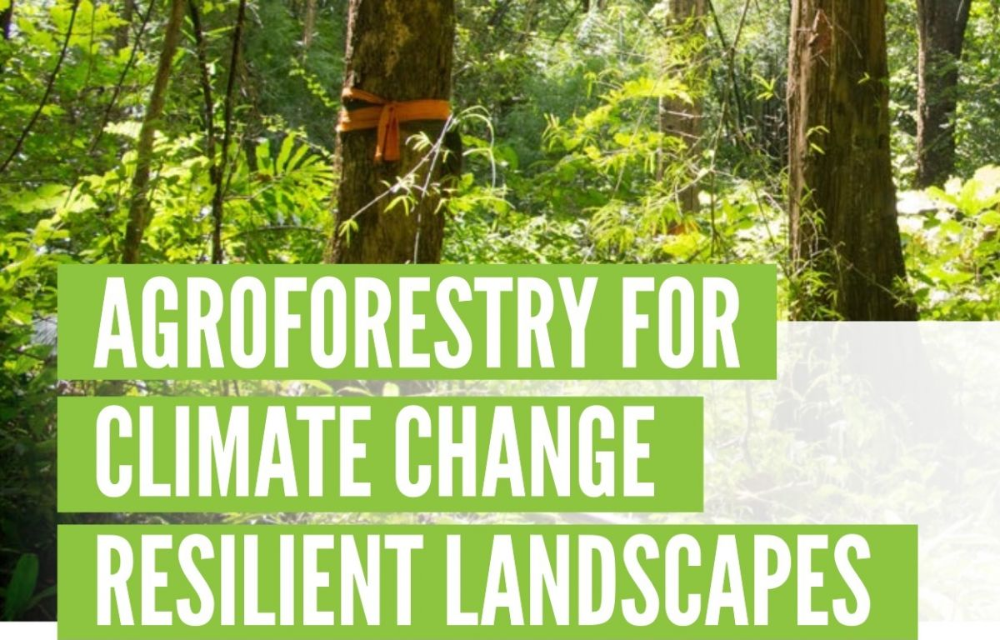 AGROFORESTRY FOR
CLIMATE CHANGE
RESILIENT LANDSCAPES